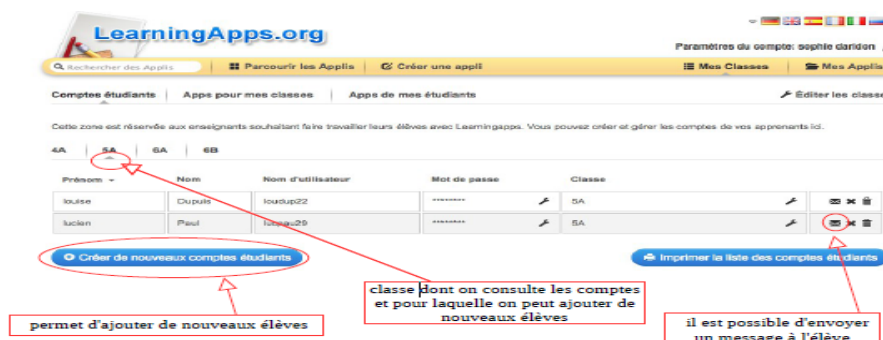 LearningApps.org
Paramètres du compte: sophie daridon
Rechercher des Applis Parcourir les Applis Créer une appli Mes Classes Mes Applis
Comptes étudiants Apps pour mes classes Apps de mes étudiants Éditer les classe
Cette zone est réservée aux enseignants souhaitant faire travailler leurs élèves avec Learningapps. Vous pouvez créer et gérer les comptes de vos apprenants ici.
4A 5A 6A 6B
Prénom Nom Nom d'utilisateur Mot de passe Classe
louise Dupuis loudup22 ******** 5A
lucien Paul ******** 5A
Créer de nouveaux comptes étudiants Imprimer la liste des comptes étudiants
permet d'ajouter de nouveaux élèves
classe dont on consulte les comptes
et pour laquelle on peut ajouter de
nouveaux élèves
il est possible d'envoyer
un message à l'élève